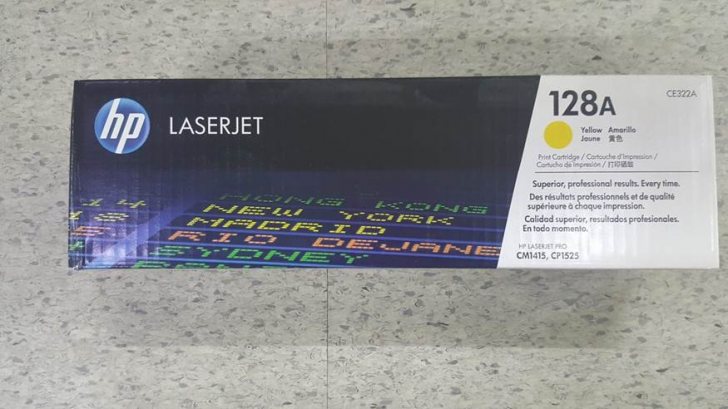 hp
LASERJET
128A
CE322A
Yellow Amarillo
Jaune 黄色
Print Cartridge / Cartouche d'impression /
Cartucho de impresión / 打印硒鼓
Superior, professional results. Every time.
Des résultats professionnels et de qualité
supérieure à chaque impression.
Calidad superior, resultados profesionales.
En todo momento.
HP LASERJET PRO
CM1415, CP1525
HONG KONG
NEW YORK
MADRID
RIO DEJANE
SYDNEY